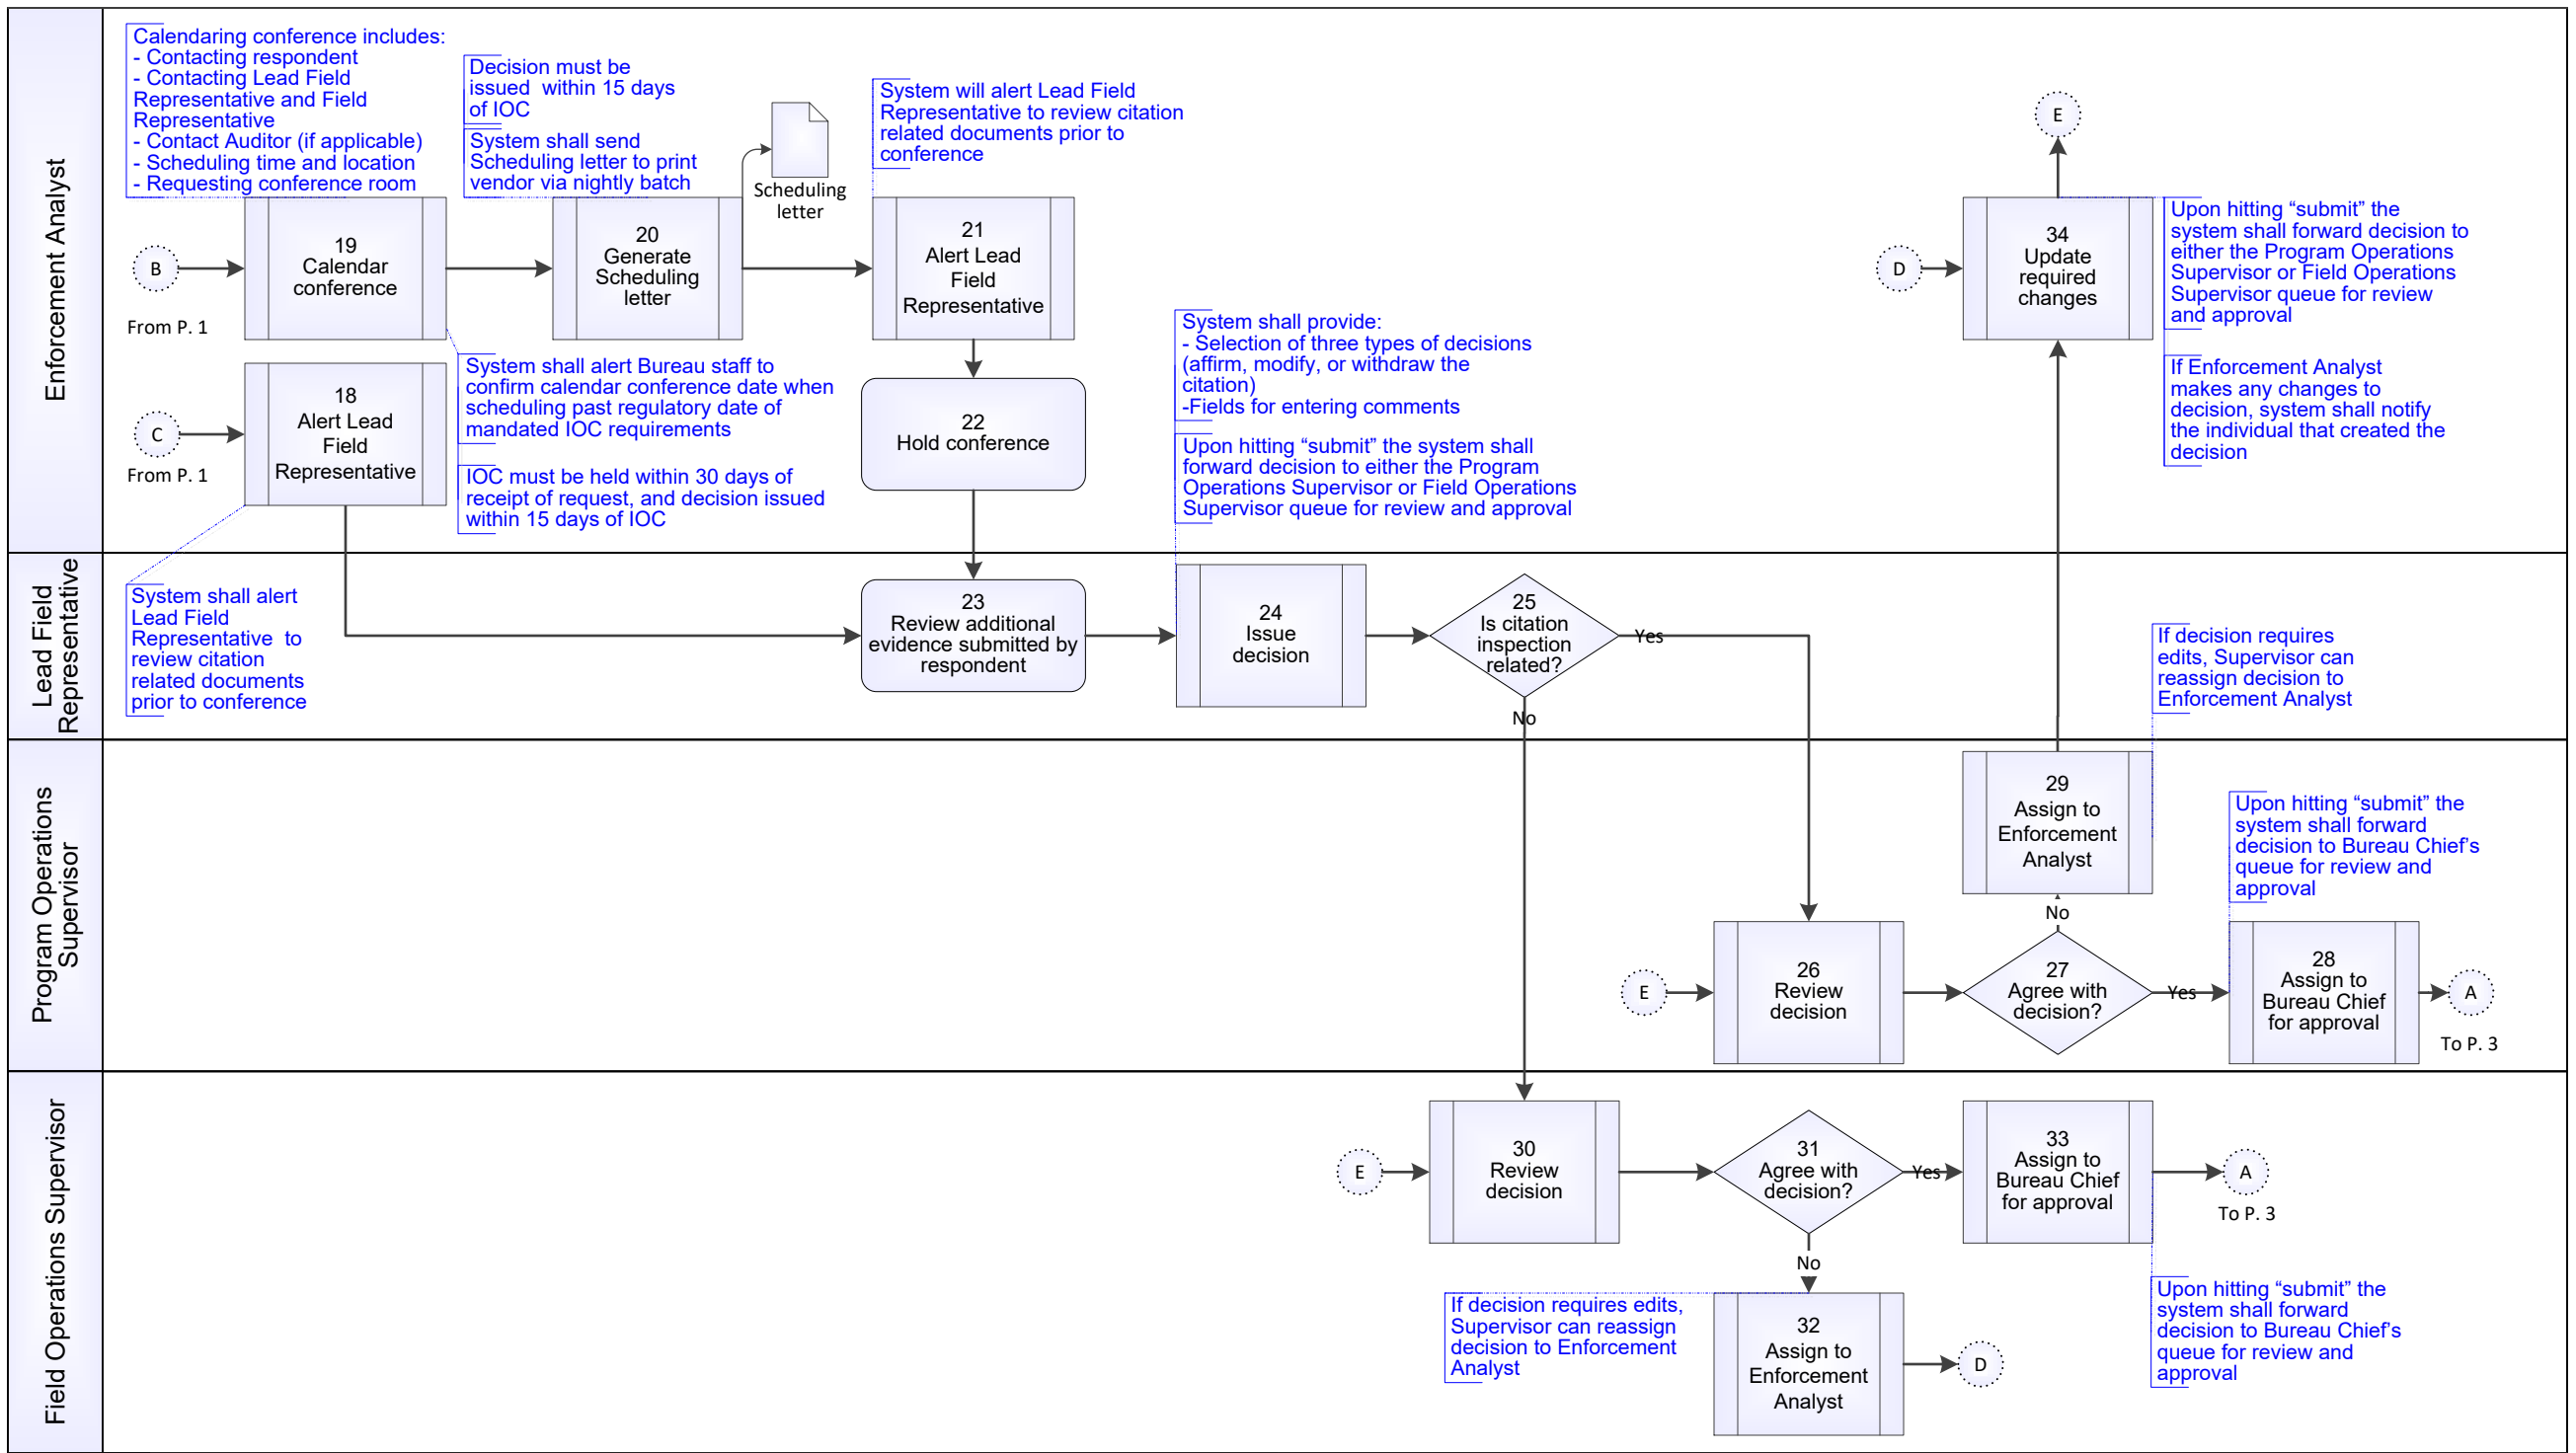 Enforcement Analyst
Calendaring conference includes:
- Contacting respondent
- Contacting Lead Field
Representative and Field
Representative
- Contact Auditor (if applicable)
- Scheduling time and location
- Requesting conference room
Decision must be
issued within 15 days
of IOC
System shall send
Scheduling letter to print
vendor via nightly batch
Scheduling
letter
System will alert Lead Field
Representative to review citation
related documents prior to
conference
B
From P. 1
19
Calendar
conference
20
Generate
Scheduling
letter
21
Alert Lead
Field
Representative
E
D
34
Update
required
changes
Upon hitting “submit” the
system shall forward decision to
either the Program Operations
Supervisor or Field Operations
Supervisor queue for review
and approval
If Enforcement Analyst
makes any changes to
decision, system shall notify
the individual that created the
decision
C
From P. 1
18
Alert Lead
Field
Representative
System shall alert Bureau staff to
confirm calendar conference date when
scheduling past regulatory date of
mandated IOC requirements
IOC must be held within 30 days of
receipt of request, and decision issued
within 15 days of IOC
22
Hold conference
System shall provide:
- Selection of three types of decisions
(affirm, modify, or withdraw the
citation)
-Fields for entering comments
Upon hitting “submit” the system shall
forward decision to either the Program
Operations Supervisor or Field Operations
Supervisor queue for review and approval
Lead Field
Representative
System shall alert
Lead Field
Representative to
review citation
related documents
prior to conference
23
Review additional
evidence submitted by
respondent
24
Issue
decision
25
Is citation
inspection
related?
Yes
No
If decision requires
edits, Supervisor can
reassign decision to
Enforcement Analyst
Program Operations
Supervisor
29
Assign to
Enforcement
Analyst
Upon hitting “submit” the
system shall forward
decision to Bureau Chief’s
queue for review and
approval
No
E
26
Review
decision
27
Agree with
decision?
Yes
28
Assign to
Bureau Chief
for approval
A
To P. 3
Field Operations Supervisor
E
30
Review
decision
31
Agree with
decision?
Yes
33
Assign to
Bureau Chief
for approval
A
To P. 3
No
If decision requires edits,
Supervisor can reassign
decision to Enforcement
Analyst
32
Assign to
Enforcement
Analyst
D
Upon hitting “submit” the
system shall forward
decision to Bureau Chief’s
queue for review and
approval